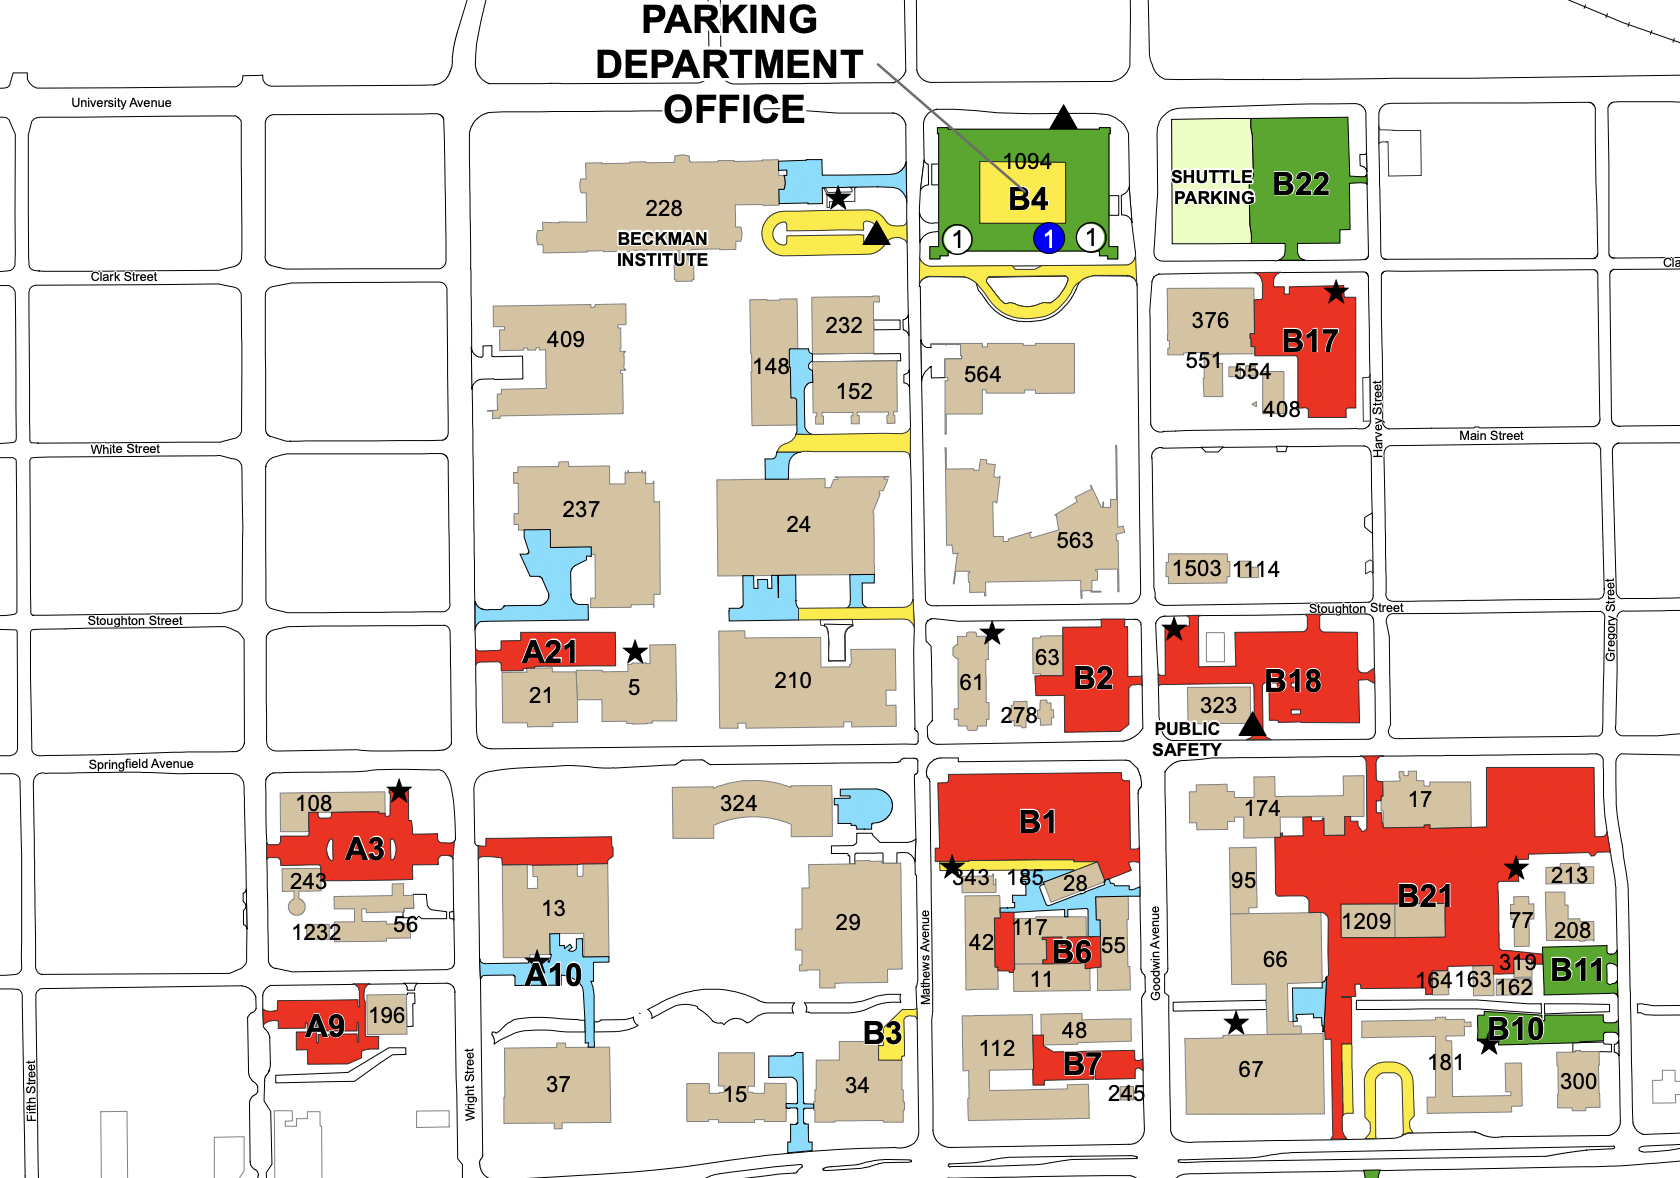 PARKING
DEPARTMENT
OFFICE
University Avenue
1094
B4
1
1
1
SHUTTLE
PARKING
B22
228
BECKMAN
INSTITUTE
Clark Street
Cla
409
148
232
152
564
376
B17
551
554
408
Harvey Street
White Street
Main Street
237
24
563
1503
1114
Stoughton Street
Stoughton Street
Gregory Street
A21
21
5
210
61
63
278
B2
B18
323
PUBLIC
SAFETY
Springfield Avenue
108
A3
243
1232
56
324
B1
174
17
13
A10
29
343
185
28
42
117
B6
55
11
95
B21
1209
213
77
208
66
319
164
163
162
B11
Mathews Avenue
Goodwin Avenue
A9
196
B3
112
48
B7
245
B10
181
300
67
37
15
34
Fifth Street
Wright Street